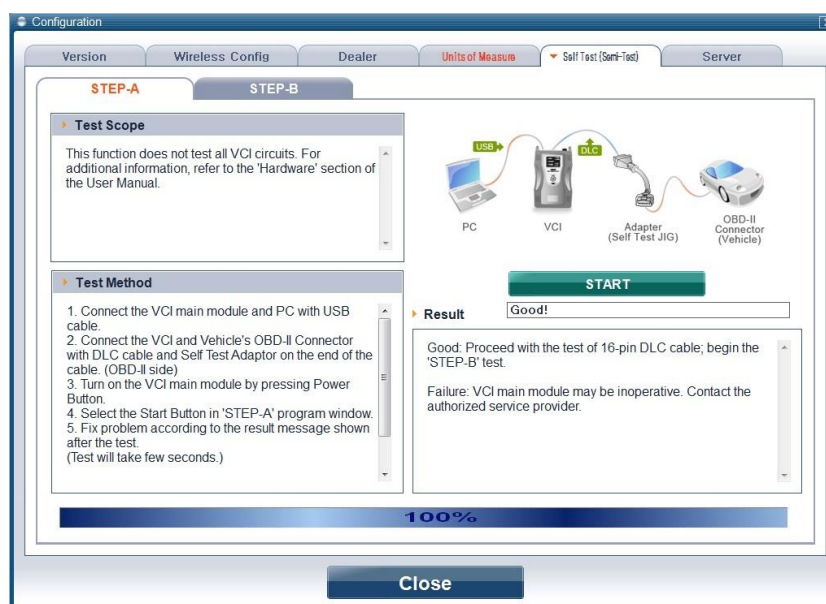 Configuration
Version
Wireless Config
Dealer
Units of Measure
Self Test(Semi-Test)
Server
STEP-A
STEP-B
Test Scope
This function does not test all VCI circuits. For
additional information, refer to the 'Hardware' section of
the User Manual.
USB
DLC
PC
VCI
Adapter
(Self Test JIG)
OBD-II
Connector
(Vehicle)
Test Method
1. Connect the VCI main module and PC with USB
cable.
2. Connect the VCI and Vehicle's OBD-II Connector
with DLC cable and Self Test Adaptor on the end of the
cable. (OBD-II side)
3. Turn on the VCI main module by pressing Power
Button.
4. Select the Start Button in 'STEP-A' program window.
5. Fix problem according to the result message shown
after the test.
(Test will take few seconds.)
START
Result
Good!
Good: Proceed with the test of 16-pin DLC cable; begin the
'STEP-B' test.
Failure: VCI main module may be inoperative. Contact the
authorized service provider.
100%
Close